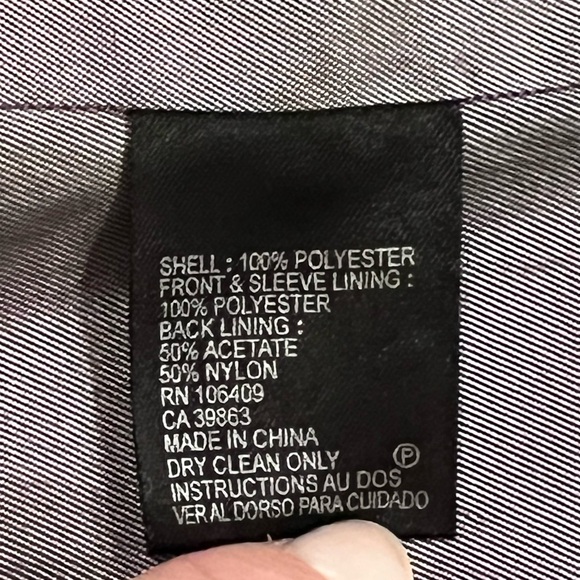 SHELL : 100% POLYESTER
FRONT & SLEEVE LINING :
100% POLYESTER
BACK LINING :
50% ACETATE
50% NYLON
RN 106409
CA 39863
MADE IN CHINA
DRY CLEAN ONLY Ⓟ
INSTRUCTIONS AU DOS
VER AL DORSO PARA CUIDADO